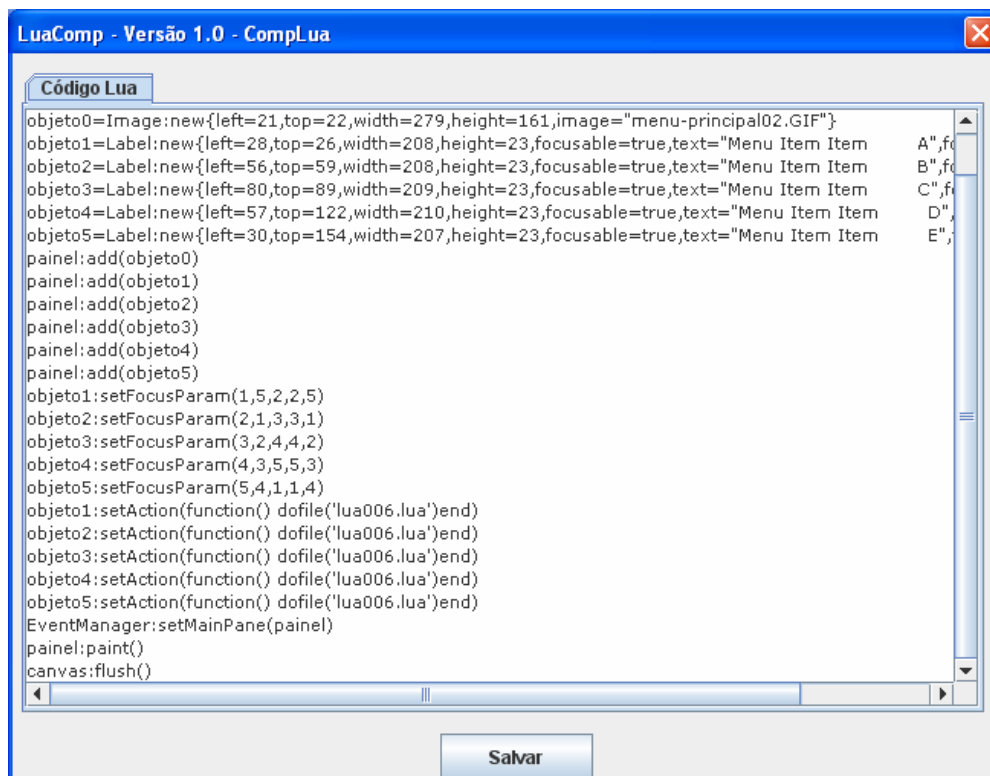 LuaComp - Versão 1.0 - CompLua
Código Lua
objeto0=Image:new{left=21,top=22,width=279,height=161,image="menu-principal02.GIF"}
objeto1=Label:new{left=28,top=26,width=208,height=23,focusable=true,text="Menu Item Item        A",fo
objeto2=Label:new{left=56,top=59,width=208,height=23,focusable=true,text="Menu Item Item        B",fo
objeto3=Label:new{left=80,top=89,width=209,height=23,focusable=true,text="Menu Item Item        C",fo
objeto4=Label:new{left=57,top=122,width=210,height=23,focusable=true,text="Menu Item Item        D",
objeto5=Label:new{left=30,top=154,width=207,height=23,focusable=true,text="Menu Item Item        E",
painel:add(objeto0)
painel:add(objeto1)
painel:add(objeto2)
painel:add(objeto3)
painel:add(objeto4)
painel:add(objeto5)
objeto1:setFocusParam(1,5,2,2,5)
objeto2:setFocusParam(2,1,3,3,1)
objeto3:setFocusParam(3,2,4,4,2)
objeto4:setFocusParam(4,3,5,5,3)
objeto5:setFocusParam(5,4,1,1,4)
objeto1:setAction(function() dofile('lua006.lua')end)
objeto2:setAction(function() dofile('lua006.lua')end)
objeto3:setAction(function() dofile('lua006.lua')end)
objeto4:setAction(function() dofile('lua006.lua')end)
objeto5:setAction(function() dofile('lua006.lua')end)
EventManager:setMainPane(painel)
painel:paint()
canvas:flush()
Salvar